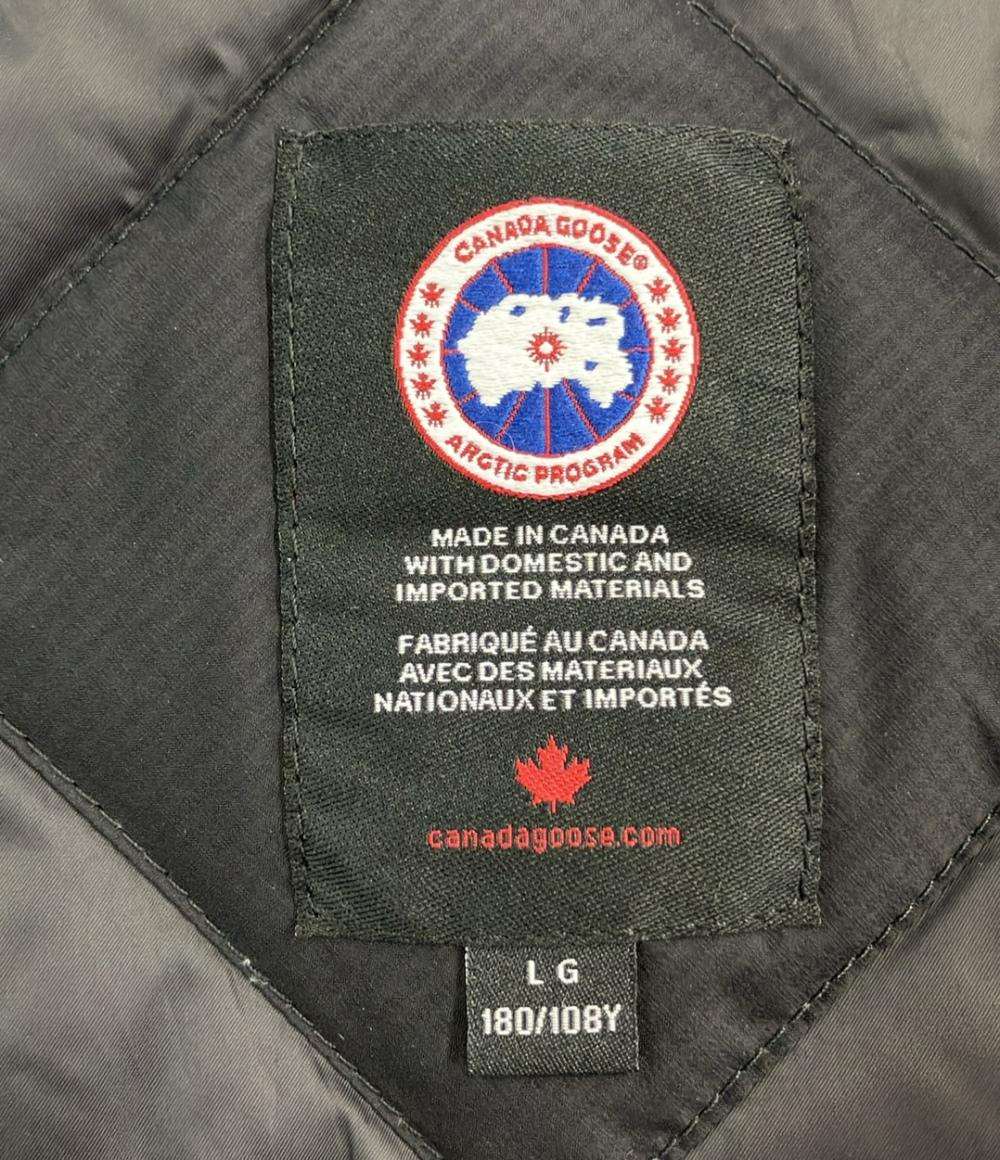 CANADA GOOSE®
ARCTIC PROGRAM
MADE IN CANADA
WITH DOMESTIC AND
IMPORTED MATERIALS
FABRIQUÉ AU CANADA
AVEC DES MATERIAUX
NATIONAUX ET IMPORTÉS
canadagoose.com
LG
180/108Y